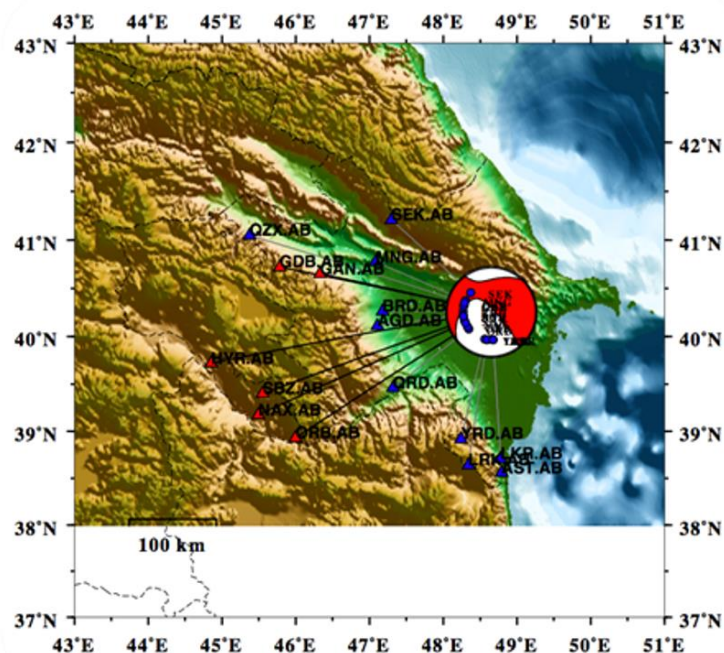 43°E 44°E 45°E 46°E 47°E 48°E 49°E 50°E 51°E
43°N 43°N
42°N 42°N
SEK.AB
QZX.AB
41°N 41°N
MNG.AB
GDB.AB
GAN.AB
SEK
BRD.AB
AGD.AB
40°N 40°N
HYR.AB
SBZ.AB
QRD.AB
NAX.AB
ORB.AB
YRD.AB
39°N 39°N
LKR.AB
LRK.AB
AST.AB
38°N 38°N
100 km
37°N 37°N
43°E 44°E 45°E 46°E 47°E 48°E 49°E 50°E 51°E